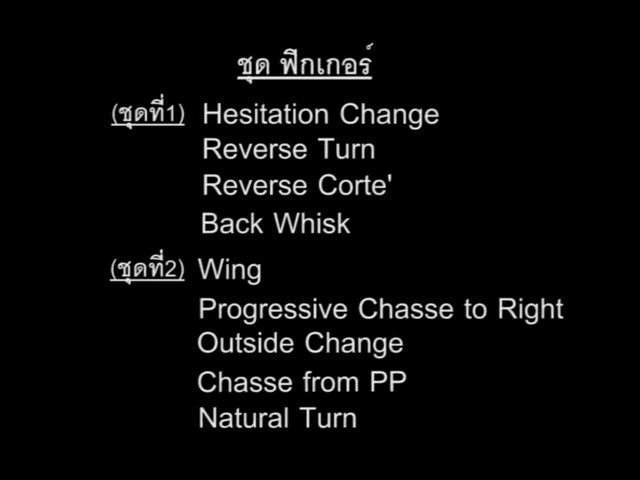 ชุด ฟิกเกอร์
(ชุดที่1) Hesitation Change
Reverse Turn
Reverse Corte'
Back Whisk
(ชุดที่2) Wing
Progressive Chasse to Right
Outside Change
Chasse from PP
Natural Turn